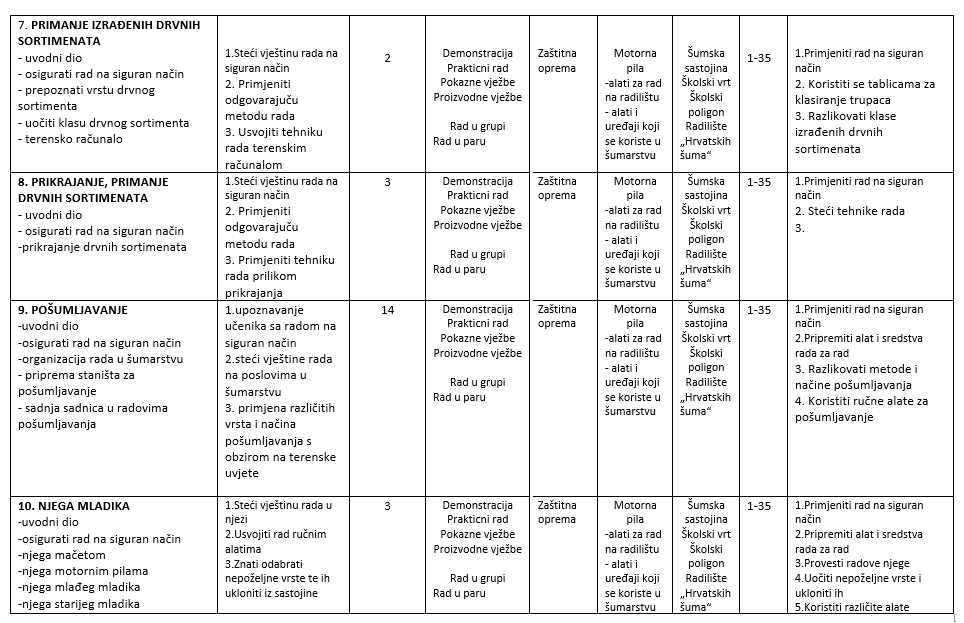 7. PRIMANJE IZRAĐENIH DRVNIH
SORTIMENATA
- uvodni dio
- osigurati rad na siguran način
- prepoznati vrstu drvnog
sortimenta
- uočiti klasu drvnog sortimenta
- terensko računalo
1.Steći vještinu rada na
siguran način
2. Primjeniti
odgovarajuću
metodu rada
3. Usvojiti tehniku
rada terenskim
računalom
2
Demonstracija
Prakticni rad
Pokazne vježbe
Proizvodne vježbe
Rad u grupi
Rad u paru
Zaštitna
oprema
Motorna
pila
-alati za rad
na radilištu
- alati i
uređaji koji
se koriste u
šumarstvu
Šumska
sastojina
Školski vrt
Školski
poligon
Radilište
„Hrvatskih
šuma“
1-35
1.Primjeniti rad na siguran
način
2. Koristiti se tablicama za
klasiranje trupaca
3. Razlikovati klase
izrađenih drvnih
sortimenata
8. PRIKRAJANJE, PRIMANJE
DRVNIH SORTIMENATA
- uvodni dio
- osigurati rad na siguran način
-prikrajanje drvnih sortimenata
1.Steći vještinu rada na
siguran način
2. Primjeniti
odgovarajuću
metodu rada
3. Primjeniti tehniku
rada prilikom
prikrajanja
3
Demonstracija
Prakticni rad
Pokazne vježbe
Proizvodne vježbe
Rad u grupi
Rad u paru
Zaštitna
oprema
Motorna
pila
-alati za rad
na radilištu
- alati i
uređaji koji
se koriste u
šumarstvu
Šumska
sastojina
Školski vrt
Školski
poligon
Radilište
„Hrvatskih
šuma“
1-35
1.Primjeniti rad na siguran
način
2. Steći tehnike rada
3.
9. POŠUMLJAVANJE
-uvodni dio
-osigurati rad na siguran način
-organizacija rada u šumarstvu
- priprema staništa za
pošumljavanje
- sadnja sadnica u radovima
pošumljavanja
1.upoznavanje
učenika sa radom na
siguran način
2.steći vještine rada
na poslovima u
šumarstvu
3. primjena različitih
vrsta i načina
pošumljavanja s
obzirom na terenske
uvjete
14
Demonstracija
Prakticni rad
Pokazne vježbe
Proizvodne vježbe
Rad u grupi
Rad u paru
Zaštitna
oprema
Motorna
pila
-alati za rad
na radilištu
- alati i
uređaji koji
se koriste u
šumarstvu
Šumska
sastojina
Školski vrt
Školski
poligon
Radilište
„Hrvatskih
šuma“
1-35
1.Primjeniti rad na siguran
način
2.Pripremiti alat i sredstva
rada za rad
3. Razlikovati metode i
načine pošumljavanja
4. Koristiti ručne alate za
pošumljavanje
10. NJEGA MLADIKA
-uvodni dio
-osigurati rad na siguran način
-njega mačetom
-njega motornim pilama
-njega mlađeg mladika
-njega starijeg mladika
1.Steći vještinu rada u
njezi
2.Usvojiti rad ručnim
alatima
3.Znati odabrati
nepoželjne vrste te ih
ukloniti iz sastojine
3
Demonstracija
Prakticni rad
Pokazne vježbe
Proizvodne vježbe
Rad u grupi
Rad u paru
Zaštitna
oprema
Motorna
pila
-alati za rad
na radilištu
- alati i
uređaji koji
se koriste u
šumarstvu
Šumska
sastojina
Školski vrt
Školski
poligon
Radilište
„Hrvatskih
šuma“
1-35
1.Primjeniti rad na siguran
način
2.Pripremiti alat i sredstva
rada za rad
3.Provesti radove njege
4.Uočiti nepoželjne vrste i
ukloniti ih
5.Koristiti različite alate